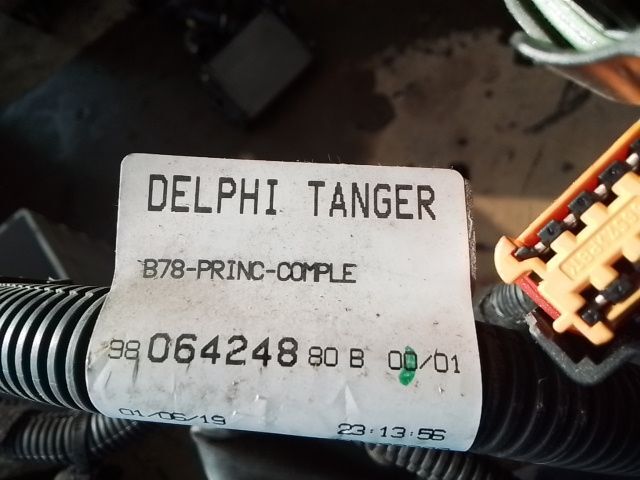 DELPHI TANGER
B78-PRINC-COMPLE
98 064248 80 B 00/01
01/06/19 23:13:56